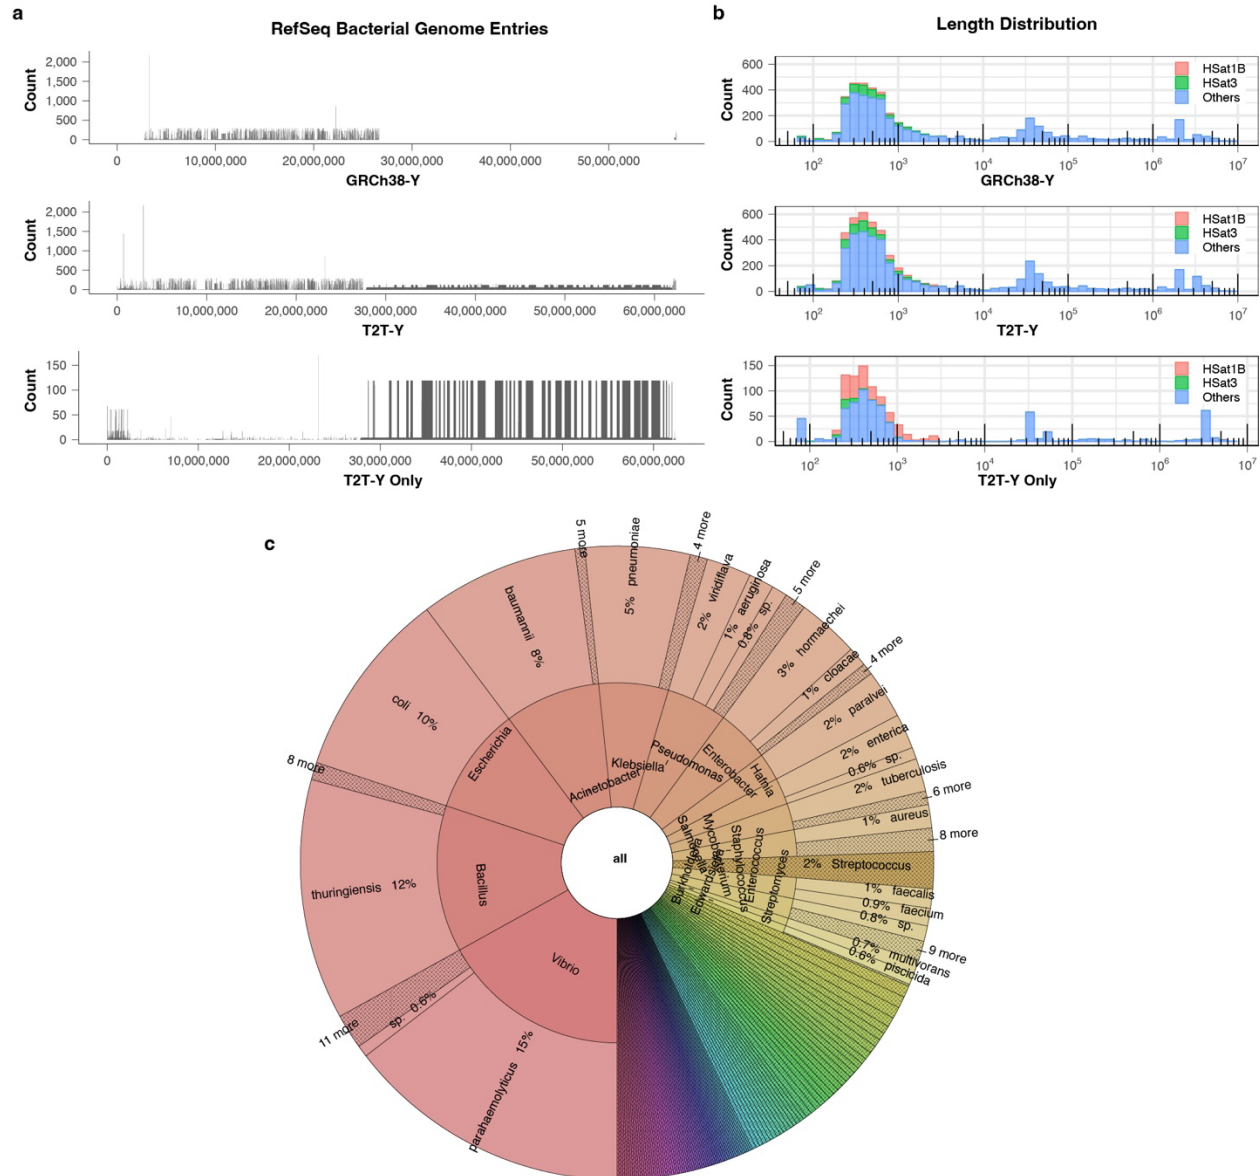 a
RefSeq Bacterial Genome Entries
Count
2,000
1,500
1,000
500
0
0 10,000,000 20,000,000 30,000,000 40,000,000 50,000,000
GRCh38-Y
Count
2,000
1,500
1,000
500
0
0 10,000,000 20,000,000 30,000,000 40,000,000 50,000,000 60,000,000
T2T-Y
Count
150
100
50
0
0 10,000,000 20,000,000 30,000,000 40,000,000 50,000,000 60,000,000
T2T-Y Only
b
Length Distribution
Count
600
400
200
0
HSat1B
HSat3
Others
10² 10³ 10⁴ 10⁵ 10⁶ 10⁷
GRCh38-Y
Count
600
400
200
0
HSat1B
HSat3
Others
10² 10³ 10⁴ 10⁵ 10⁶ 10⁷
T2T-Y
Count
150
100
50
0
HSat1B
HSat3
Others
10² 10³ 10⁴ 10⁵ 10⁶ 10⁷
T2T-Y Only
c
all
Vibrio
Bacillus
Escherichia
Acinetobacter
Klebsiella
Pseudomonas
Enterobacter
Hafnia
Salmonella
Mycobacterium
Staphylococcus
Enterococcus
Streptomyces
Burkholderia
parahaemolyticus 15%
sp. 0.6%
11 more
thuringiensis 12%
8 more
coli 10%
baumannii 8%
5 more
5% pneumoniae
4 more
2% viridiflava
1% aeruginosa
0.8% sp.
5 more
3% hormaechei
1% cloacae
4 more
2% paralvei
2% enterica
0.6% sp.
2% tuberculosis
6 more
1% aureus
8 more
2% Streptococcus
1% faecalis
0.9% faecium
0.8% sp.
9 more
0.7% multivorans
0.6% piscicida